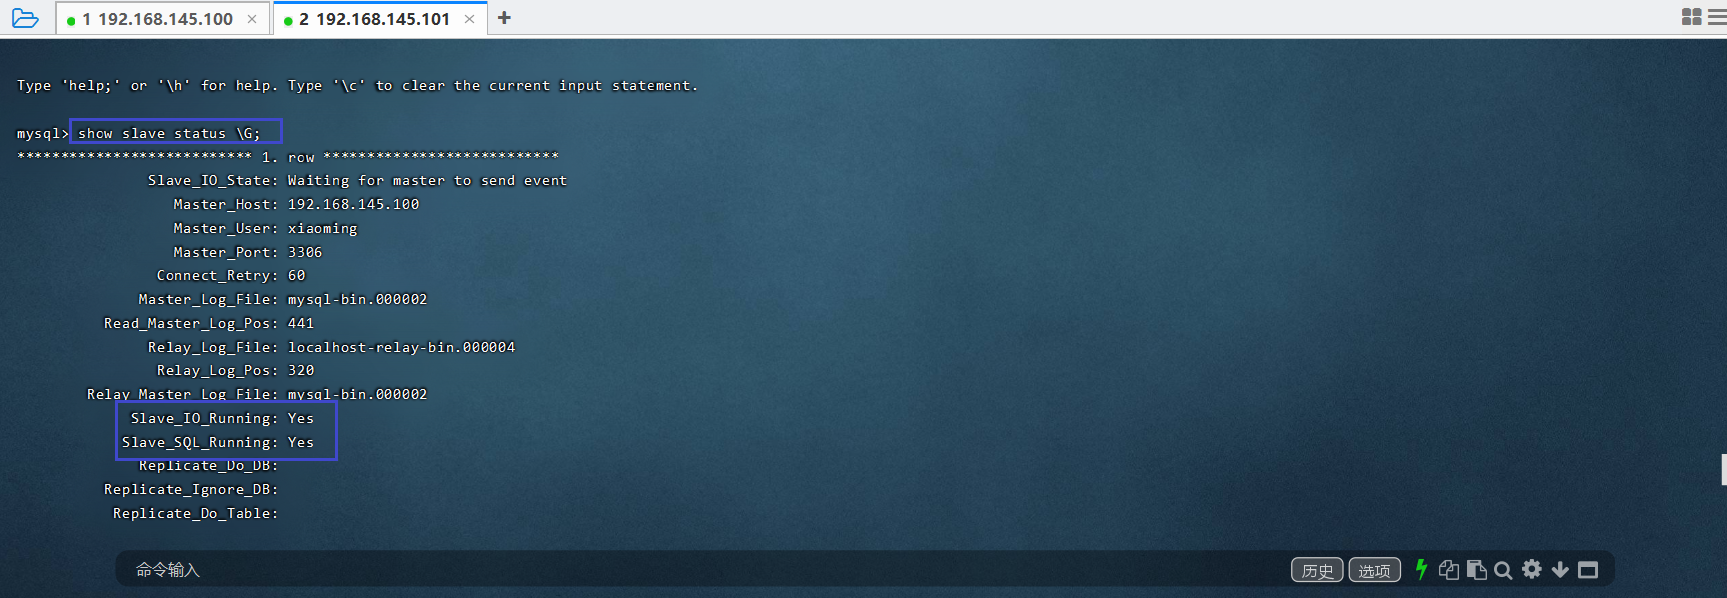 1 192.168.145.100 × 2 192.168.145.101 × +
Type 'help;' or '\h' for help. Type '\c' to clear the current input statement.
mysql> show slave status \G;
*************************** 1. row ***************************
Slave_IO_State: Waiting for master to send event
Master_Host: 192.168.145.100
Master_User: xiaoming
Master_Port: 3306
Connect_Retry: 60
Master_Log_File: mysql-bin.000002
Read_Master_Log_Pos: 441
Relay_Log_File: localhost-relay-bin.000004
Relay_Log_Pos: 320
Relay_Master_Log_File: mysql-bin.000002
Slave_IO_Running: Yes
Slave_SQL_Running: Yes
Replicate_Do_DB:
Replicate_Ignore_DB:
Replicate_Do_Table:
命令输入 历史 选项